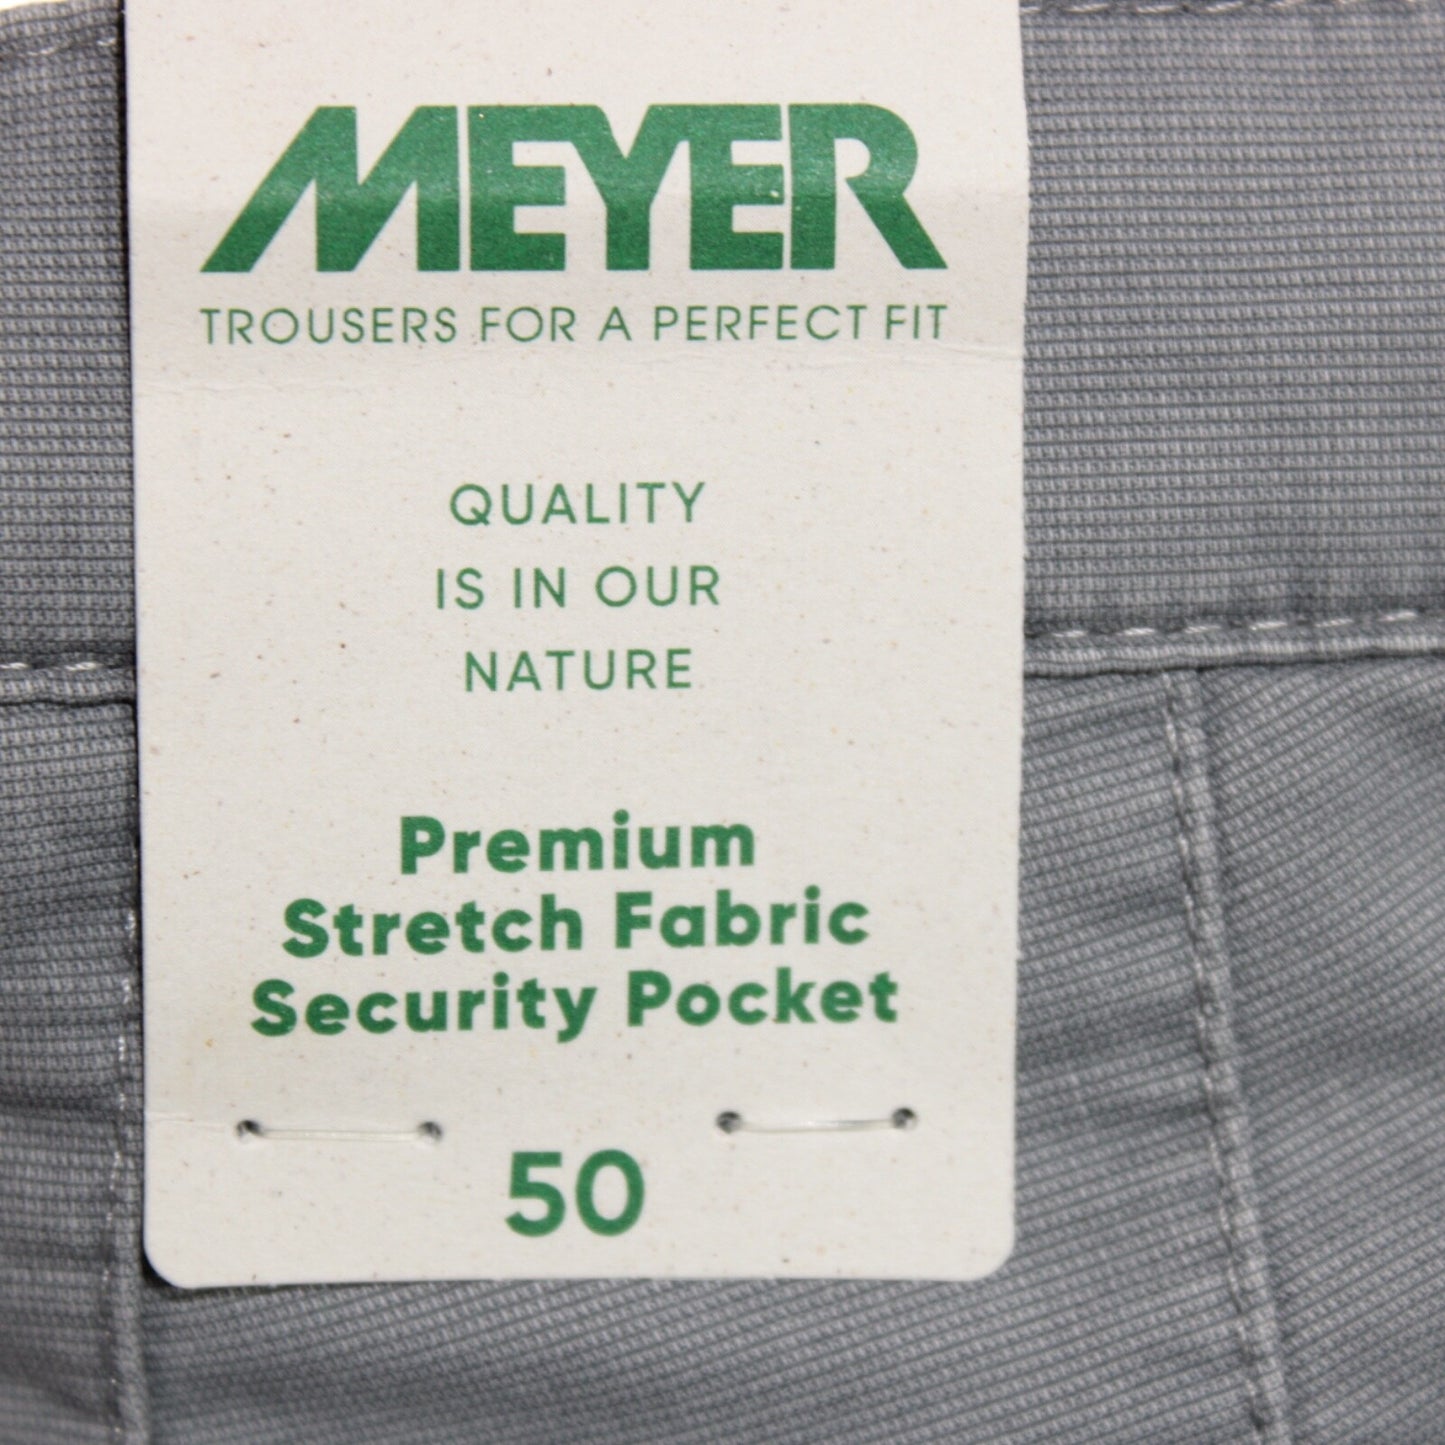 MEYER
TROUSERS FOR A PERFECT FIT
QUALITY
IS IN OUR
NATURE
Premium
Stretch Fabric
Security Pocket
50